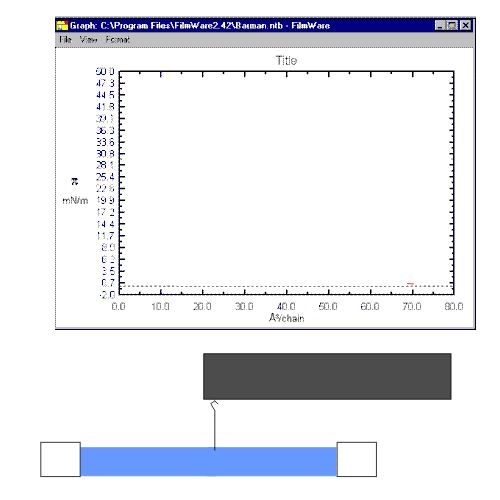 Graph: C:\Program Files\FilmWare2.42\Barman.ntb - FilmWare
File View Format
Title
50.0
47.3
44.5
41.8
39.1
36.3
33.6
30.8
28.1
25.4
π
22.6
mN/m
19.9
17.2
14.4
11.7
8.9
6.2
3.5
0.7
-2.0
0.0 10.0 20.0 30.0 40.0 50.0 60.0 70.0 80.0
Å²/chain